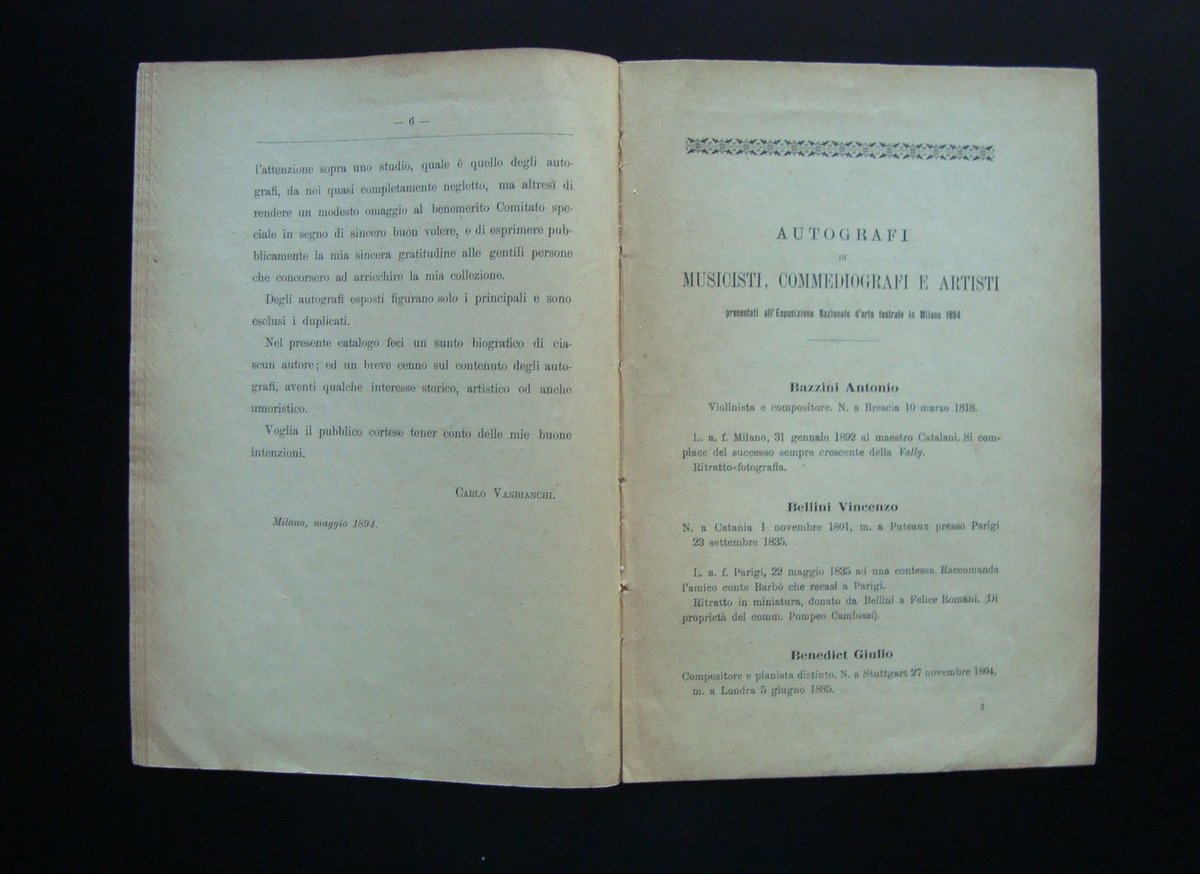 — 6 —
l'attenzione sopra uno studio, quale è quello degli auto-
grafi, da noi quasi completamente negletto, ma altresì di
rendere un modesto omaggio al benemerito Comitato spe-
ciale in segno di sincero buon volere, e di esprimere pub-
blicamente la mia sincera gratitudine alle gentili persone
che concorsero ad arricchire la mia collezione.
Degli autografi esposti figurano solo i principali e sono
esclusi i duplicati.
Nel presente catalogo feci un sunto biografico di cia-
scun autore; ed un breve cenno sul contenuto degli auto-
grafi, aventi qualche interesse storico, artistico od anche
umoristico.
Voglia il pubblico cortese tener conto delle mie buone
intenzioni.
Carlo Vanbianchi.
Milano, maggio 1894.
AUTOGRAFI
DI
MUSICISTI, COMMEDIOGRAFI E ARTISTI
presentati all'Esposizione Nazionale d'arte teatrale in Milano 1894
Bazzini Antonio
Violinista e compositore. N. a Brescia 10 marzo 1818.
L. a. f. Milano, 31 gennaio 1892 al maestro Catalani. Si com-
piace del successo sempre crescente della Vally.
Ritratto-fotografia.
Bellini Vincenzo
N. a Catania 1 novembre 1801, m. a Puteaux presso Parigi
23 settembre 1835.
L. a. f. Parigi, 22 maggio 1835 ad una contessa. Raccomanda
l'amico conte Barbò che recasi a Parigi.
Ritratto in miniatura, donato da Bellini a Felice Romani. (Di
proprietà del comm. Pompeo Cambiasi).
Benedict Giulio
Compositore e pianista distinto. N. a Stuttgart 27 novembre 1804,
m. a Londra 5 giugno 1885.